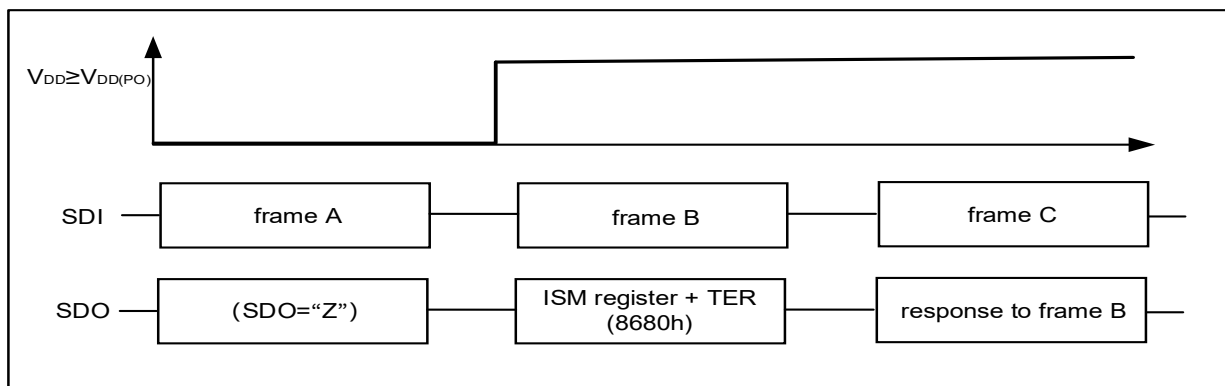 VDD≥VDD(PO)
SDI
frame A
frame B
frame C
SDO
(SDO=“Z”)
ISM register + TER
(8680h)
response to frame B